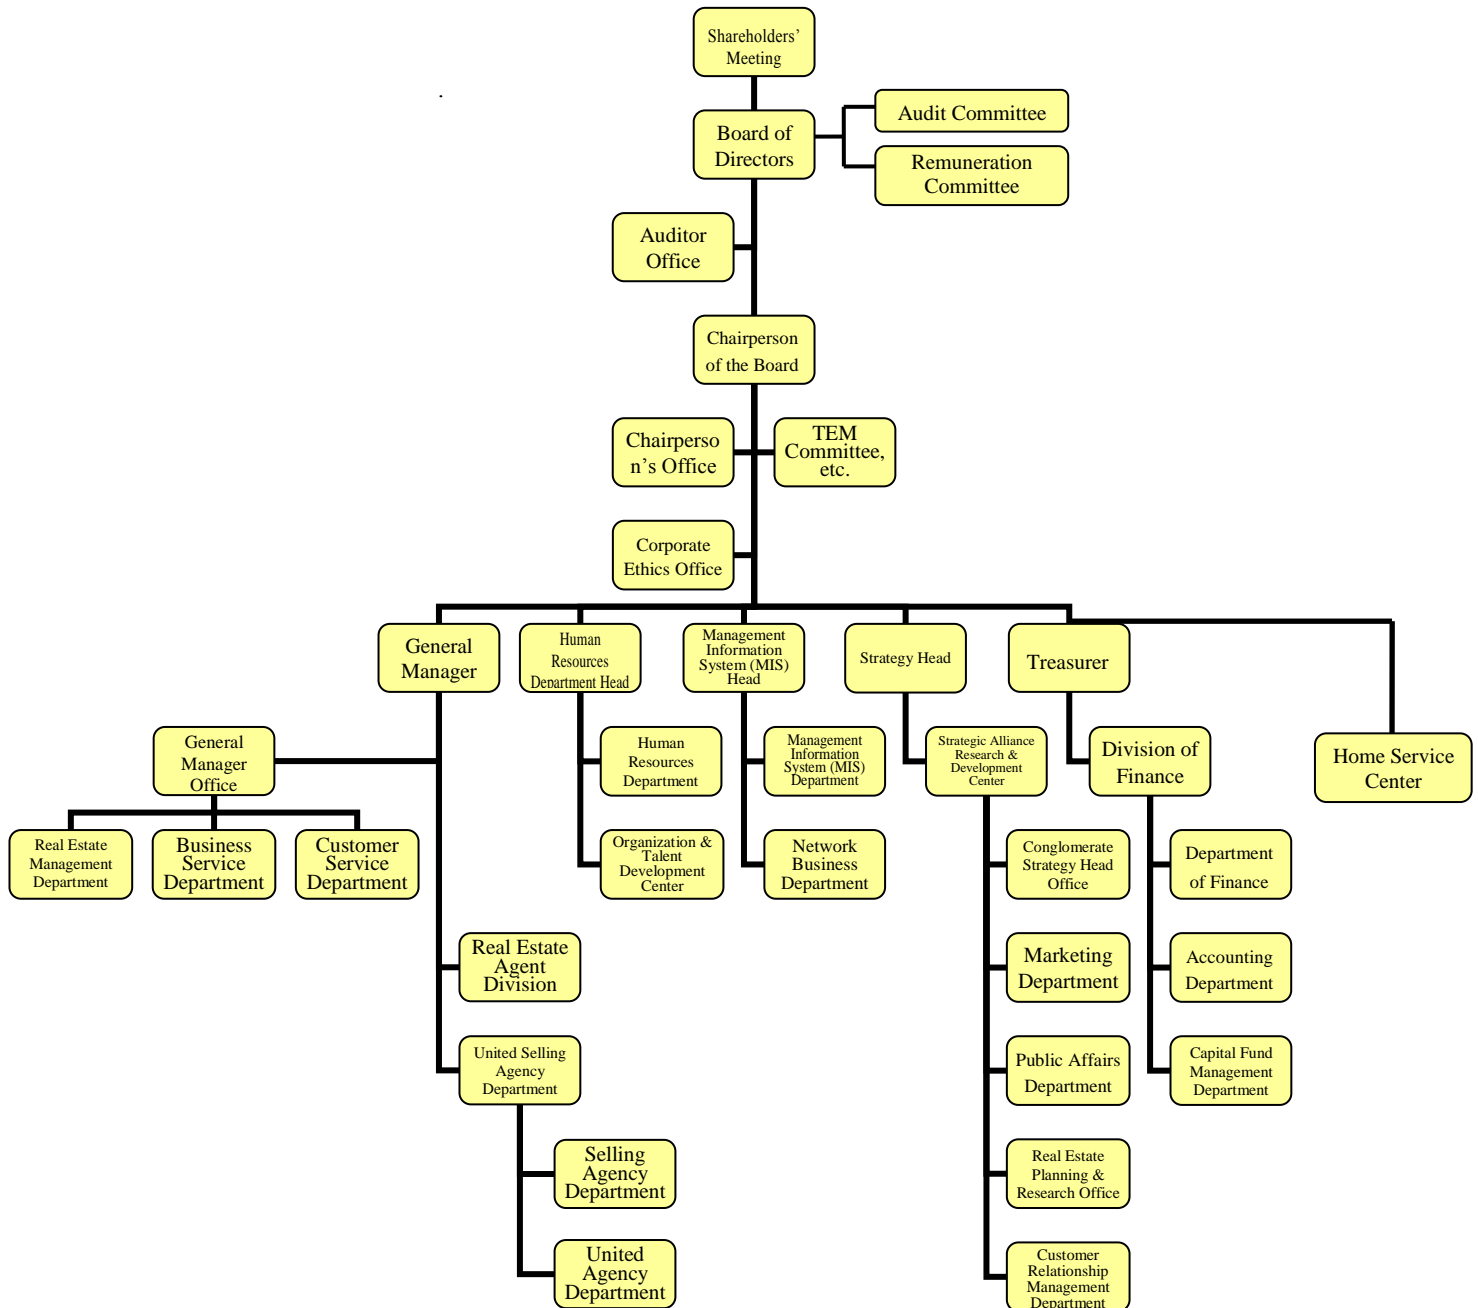 Shareholders'
Meeting
Audit Committee
Board of
Directors
Remuneration
Committee
Auditor
Office
Chairperson
of the Board
Chairperso
n's Office
TEM
Committee,
etc.
Corporate
Ethics Office
General
Manager
Human
Resources
Department Head
Management
Information
System (MIS)
Head
Strategy Head
Treasurer
General
Manager
Office
Human
Resources
Department
Management
Information
System (MIS)
Department
Strategic Alliance
Research &
Development
Center
Division of
Finance
Home Service
Center
Real Estate
Management
Department
Business
Service
Department
Customer
Service
Department
Organization &
Talent
Development
Center
Network
Business
Department
Conglomerate
Strategy Head
Office
Department
of Finance
Real Estate
Agent
Division
Marketing
Department
Accounting
Department
United Selling
Agency
Department
Public Affairs
Department
Capital Fund
Management
Department
Selling
Agency
Department
Real Estate
Planning &
Research Office
United
Agency
Department
Customer
Relationship
Management
Department